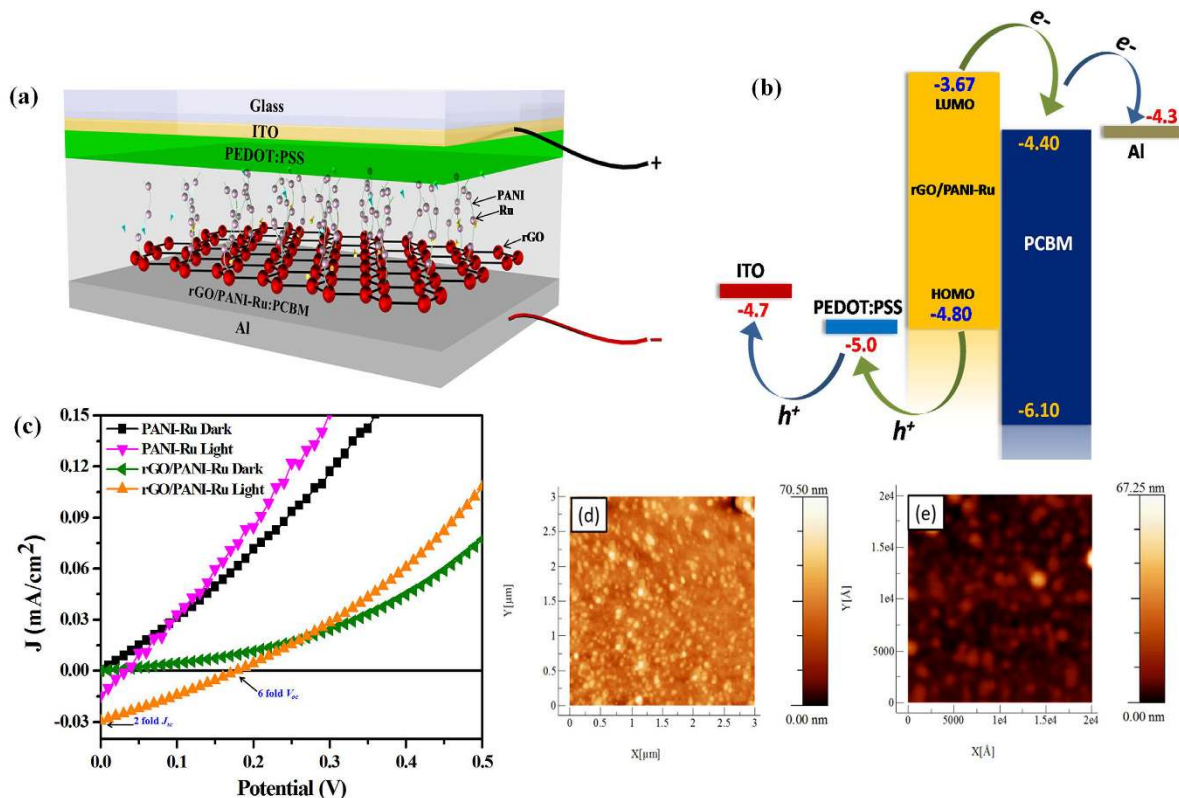 (a)
Glass
ITO
PEDOT:PSS
+
PANI
Ru
rGO
rGO/PANI-Ru:PCBM
Al
−
(b)
e-
e-
-3.67
LUMO
-4.3
Al
-4.40
rGO/PANI-Ru
PCBM
ITO
-4.7
PEDOT:PSS
-5.0
HOMO
-4.80
h+
h+
-6.10
(c)
PANI-Ru Dark
PANI-Ru Light
rGO/PANI-Ru Dark
rGO/PANI-Ru Light
0.15
0.12
0.09
0.06
0.03
0.00
-0.03
J (mA/cm²)
6 fold Voc
2 fold Jsc
0.0 0.1 0.2 0.3 0.4 0.5
Potential (V)
(d)
70.50 nm
0.00 nm
3
2.5
2
1.5
1
0.5
0
Y[µm]
0 0.5 1 1.5 2 2.5 3
X[µm]
(e)
67.25 nm
0.00 nm
2e4
1.5e4
1e4
5000
0
Y[Å]
0 5000 1e4 1.5e4 2e4
X[Å]